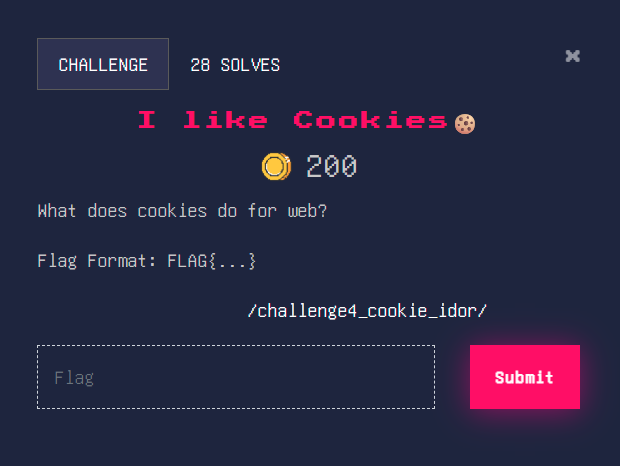 CHALLENGE
28 SOLVES
I like Cookies
200
What does cookies do for web?
Flag Format: FLAG{...}
/challenge4_cookie_idor/
Flag
Submit